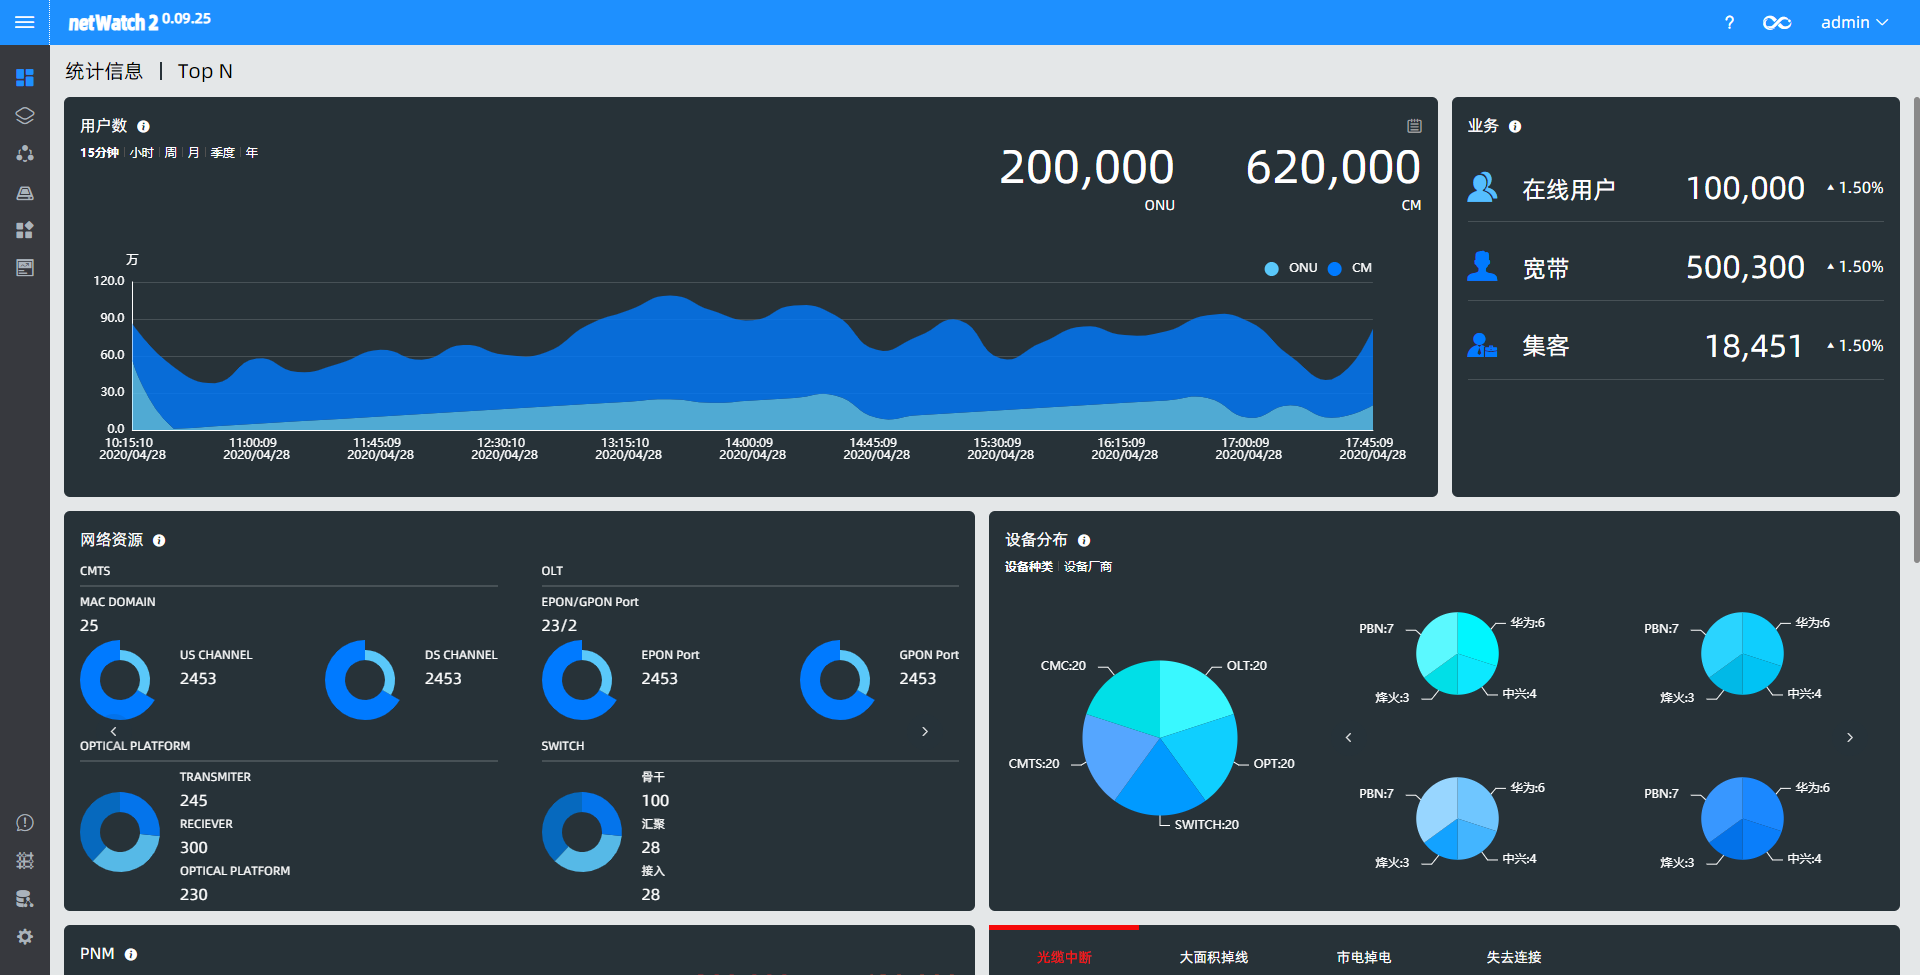 netWatch 2 0.09.25
? admin
统计信息 | Top N
用户数
15分钟 小时 周 月 季度 年
200,000
ONU
620,000
CM
万
ONU CM
120.0
90.0
60.0
30.0
0.0
10:15:10 11:00:09 11:45:09 12:30:10 13:15:10 14:00:09 14:45:09 15:30:09 16:15:09 17:00:09 17:45:09
2020/04/28 2020/04/28 2020/04/28 2020/04/28 2020/04/28 2020/04/28 2020/04/28 2020/04/28 2020/04/28 2020/04/28 2020/04/28
业务
在线用户 100,000 1.50%
宽带 500,300 1.50%
集客 18,451 1.50%
网络资源
CMTS
MAC DOMAIN
25
US CHANNEL
2453
DS CHANNEL
2453
OLT
EPON/GPON Port
23/2
EPON Port
2453
GPON Port
2453
OPTICAL PLATFORM
TRANSMITER
245
RECIEVER
300
OPTICAL PLATFORM
230
SWITCH
骨干
100
汇聚
28
接入
28
设备分布
设备种类 设备厂商
CMC:20
OLT:20
CMTS:20
OPT:20
SWITCH:20
PBN:7
华为:6
烽火:3
中兴:4
PBN:7
华为:6
烽火:3
中兴:4
PBN:7
华为:6
烽火:3
中兴:4
PBN:7
华为:6
烽火:3
中兴:4
PNM
光缆中断 大面积掉线 市电掉电 失去连接